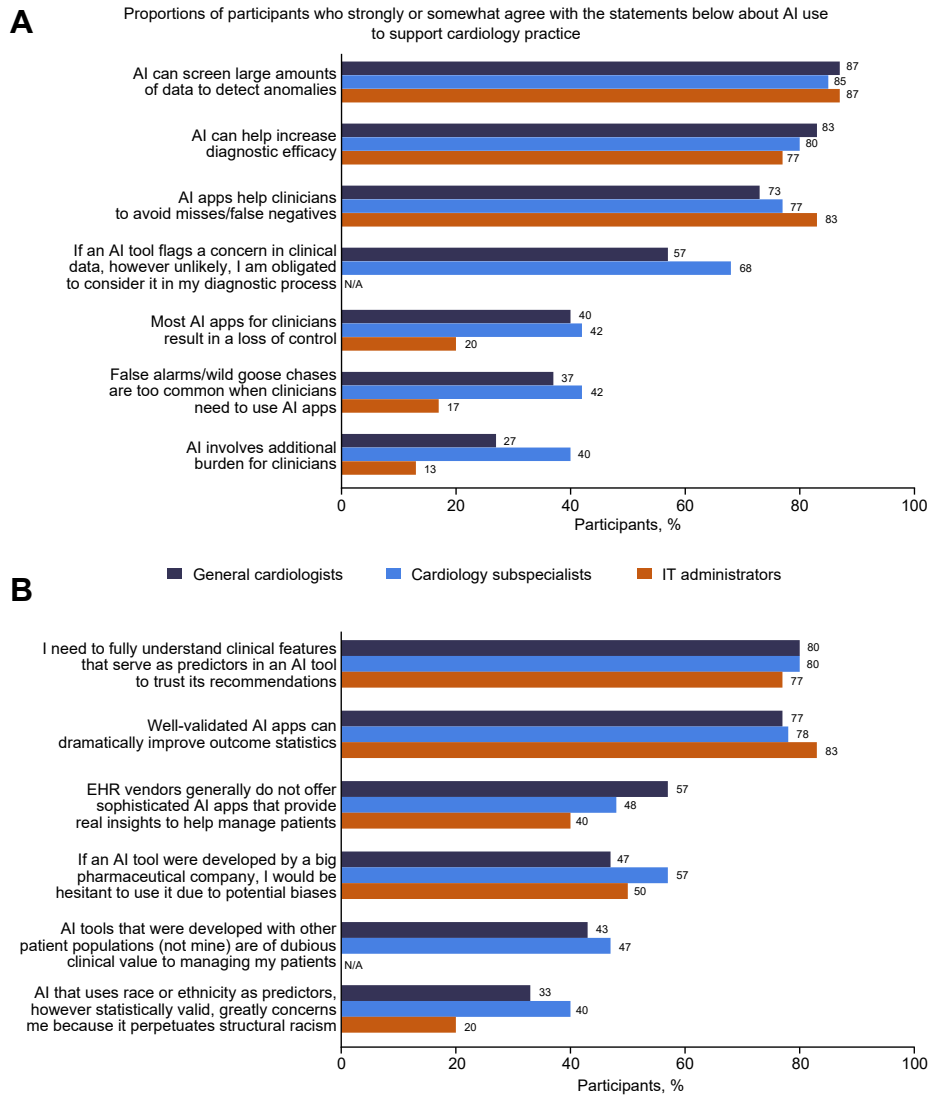 A
Proportions of participants who strongly or somewhat agree with the statements below about AI use
to support cardiology practice
AI can screen large amounts
of data to detect anomalies
87
85
87
AI can help increase
diagnostic efficacy
83
80
77
AI apps help clinicians
to avoid misses/false negatives
73
77
83
If an AI tool flags a concern in clinical
data, however unlikely, I am obligated
to consider it in my diagnostic process
57
68
N/A
Most AI apps for clinicians
result in a loss of control
40
42
20
False alarms/wild goose chases
are too common when clinicians
need to use AI apps
37
42
17
AI involves additional
burden for clinicians
27
40
13
0 20 40 60 80 100
Participants, %
General cardiologists Cardiology subspecialists IT administrators
B
I need to fully understand clinical features
that serve as predictors in an AI tool
to trust its recommendations
80
80
77
Well-validated AI apps can
dramatically improve outcome statistics
77
78
83
EHR vendors generally do not offer
sophisticated AI apps that provide
real insights to help manage patients
57
48
40
If an AI tool were developed by a big
pharmaceutical company, I would be
hesitant to use it due to potential biases
47
57
50
AI tools that were developed with other
patient populations (not mine) are of dubious
clinical value to managing my patients
43
47
N/A
AI that uses race or ethnicity as predictors,
however statistically valid, greatly concerns
me because it perpetuates structural racism
33
40
20
0 20 40 60 80 100
Participants, %